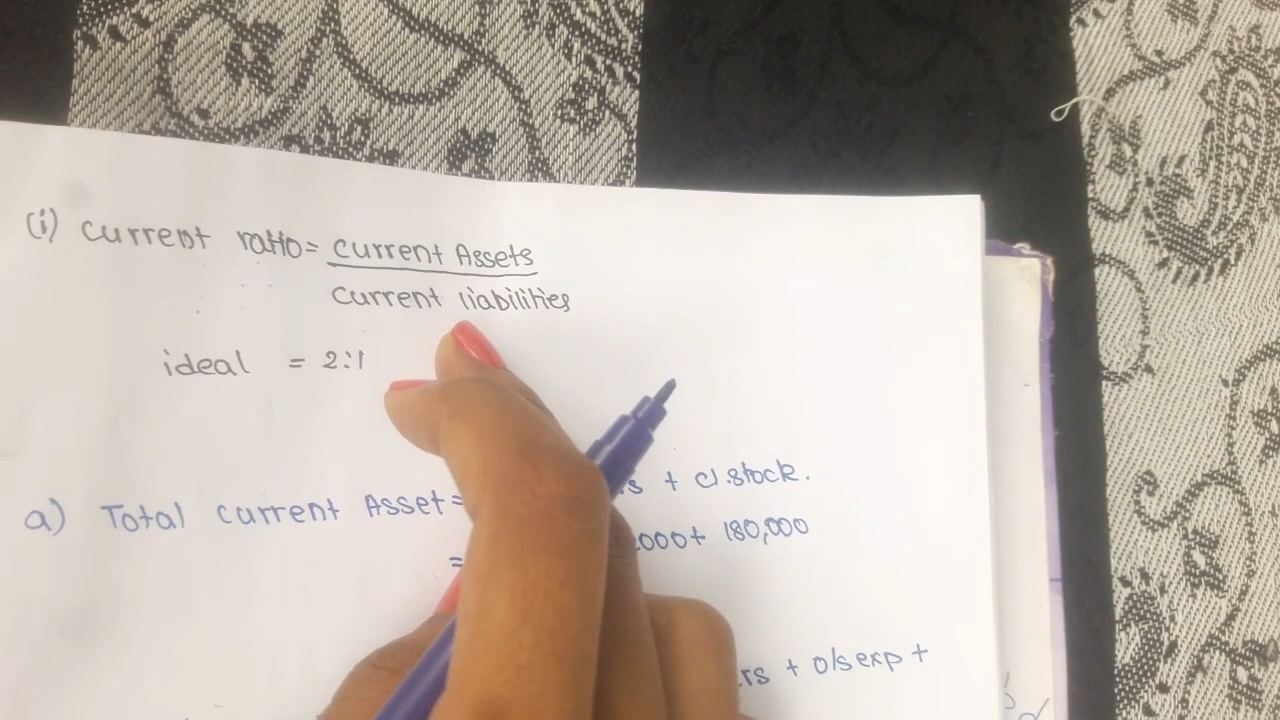 (i) current ratio = current Assets
current liabilities
ideal = 2:1
a) Total current Asset = + cl.stock.
= 000 + 180,000
rs + o/s exp +